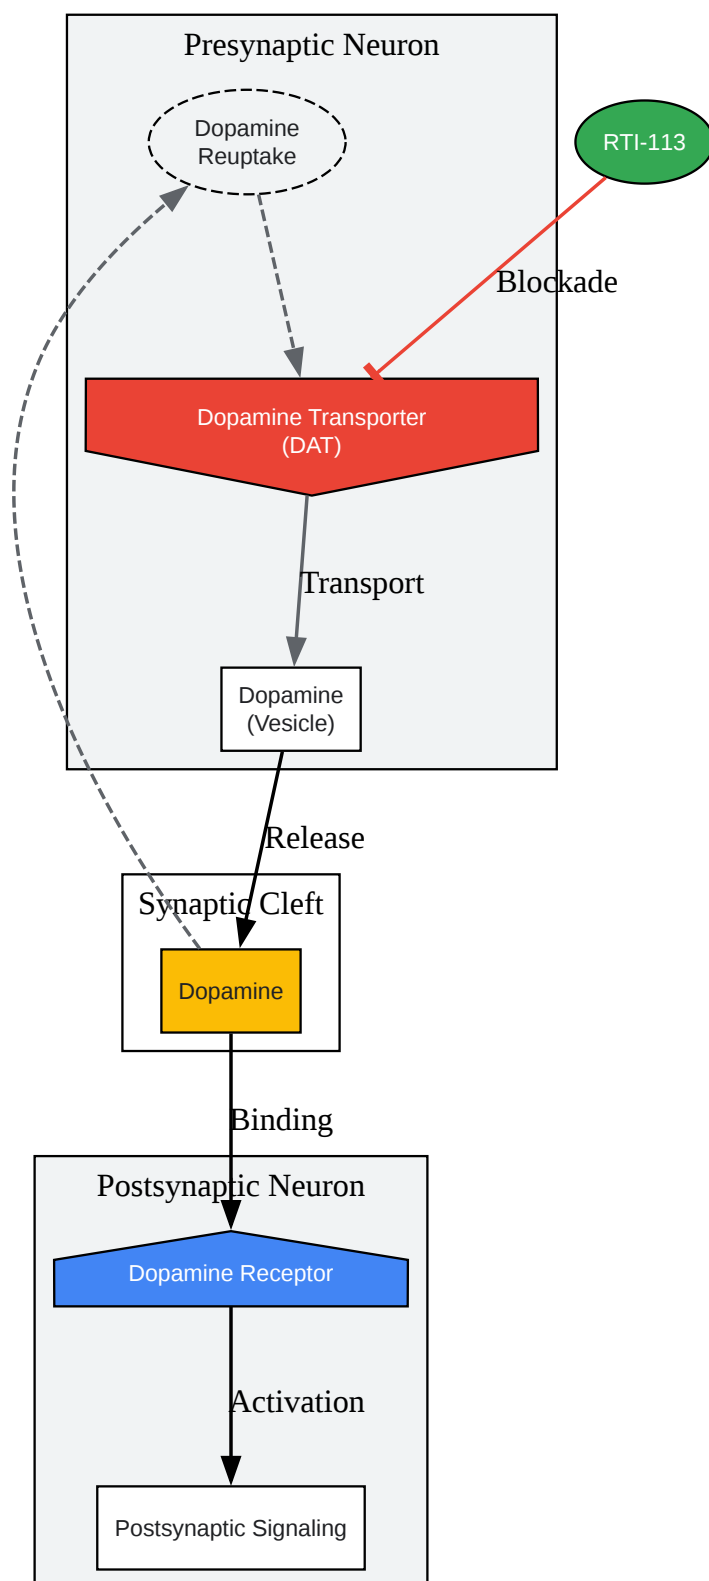 Presynaptic Neuron
Dopamine
Reuptake
RTI-113
Blockade
Dopamine Transporter
(DAT)
Transport
Dopamine
(Vesicle)
Release
Synaptic Cleft
Dopamine
Binding
Postsynaptic Neuron
Dopamine Receptor
Activation
Postsynaptic Signaling